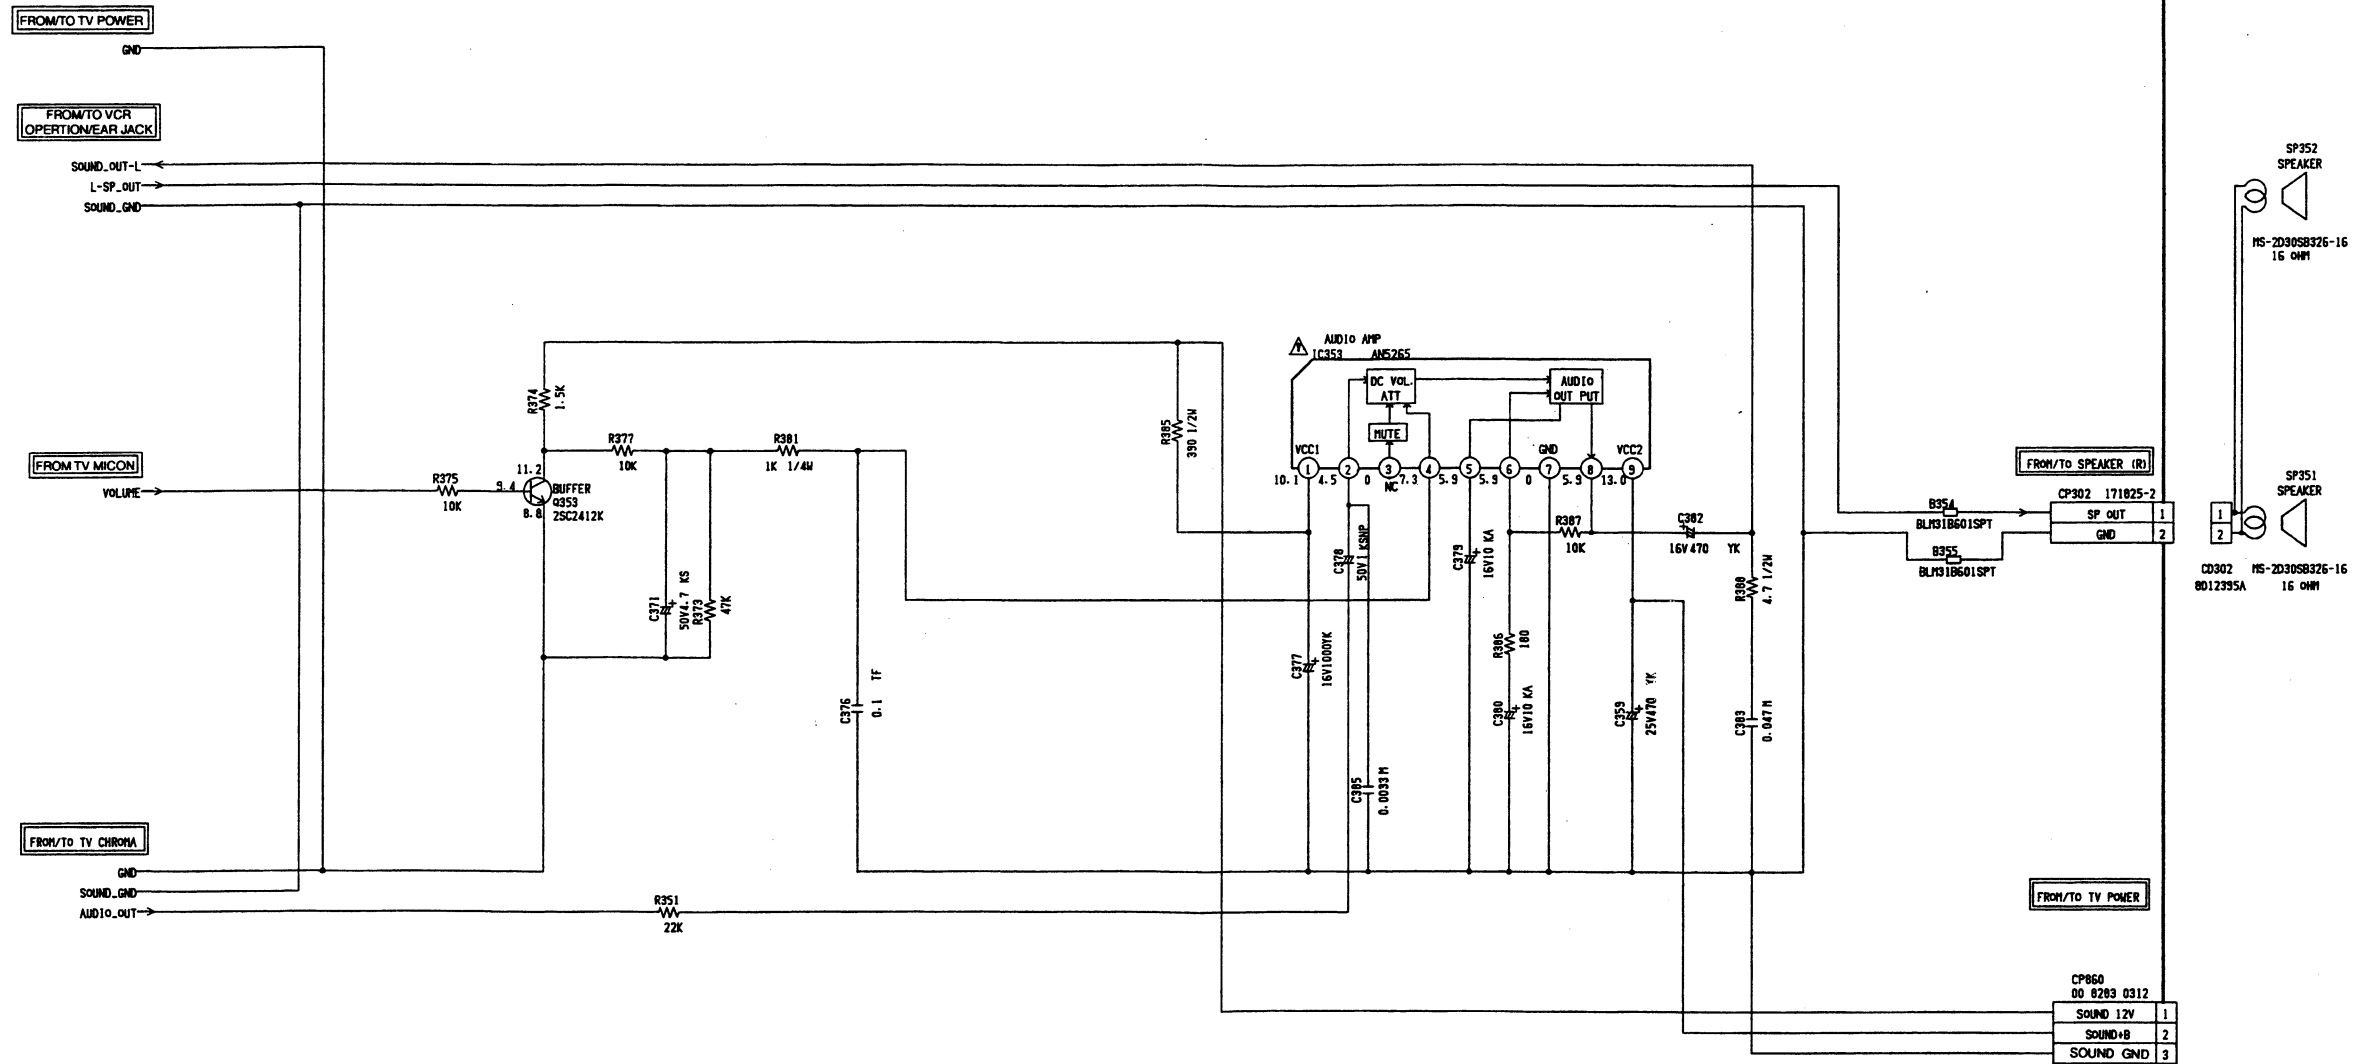 FROM/TO TV POWER
GND
FROM/TO VCR
OPERTION/EAR JACK
SOUND_OUT-L
L-SP_OUT
SOUND_GND
FROM TV MICON
VOLUME
R375
10K
R374
1.5K
11.2
9.4
8.8
BUFFER
Q353
2SC2412K
R377
10K
C371
50V4.7 KS
R373
47K
R381
1K 1/4W
C376
0.1 TF
R385
390 1/2W
AUDIO AMP
IC353 AN5265
DC VOL.
ATT
AUDIO
OUT PUT
MUTE
VCC1
GND
VCC2
1
2
3
4
5
6
7
8
9
10.1
4.5
0
NC
7.3
5.9
5.9
0
5.9
13.0
C378
50V1 KSNP
C379
16V10 KA
R387
10K
C382
16V470 YK
C377
16V1000YK
R386
180
C380
16V10 KA
C359
25V470 YK
R388
4.7 1/2W
C383
0.047 M
C385
0.0033 M
FROM/TO TV CHROMA
GND
SOUND_GND
AUDIO_OUT
R351
22K
B354
BLM31B601SPT
B355
BLM31B601SPT
FROM/TO SPEAKER (R)
CP302 171825-2
SP OUT 1
GND 2
SP352
SPEAKER
MS-2D30SB326-16
16 OHM
SP351
SPEAKER
1
2
CD302
8D12395A
MS-2D30SB326-16
16 OHM
FROM/TO TV POWER
CP860
00 8283 0312
SOUND 12V 1
SOUND+B 2
SOUND GND 3